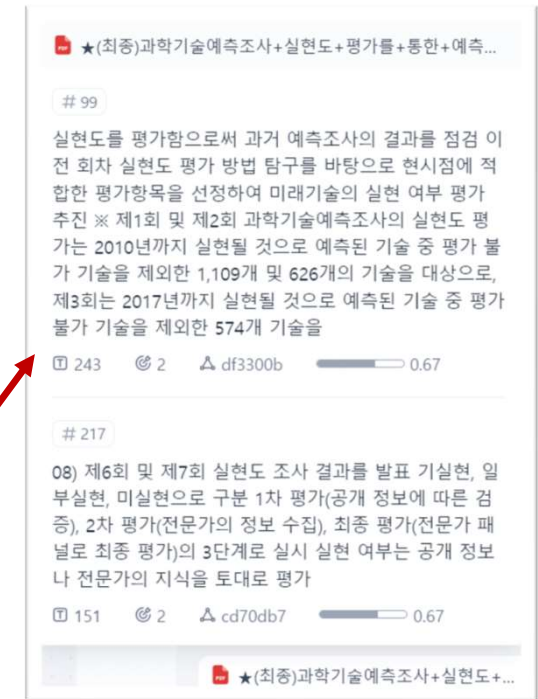 ★(최종)과학기술예측조사+실현도+평가를+통한+예측...
# 99
실현도를 평가함으로써 과거 예측조사의 결과를 점검 이
전 회차 실현도 평가 방법 탐구를 바탕으로 현시점에 적
합한 평가항목을 선정하여 미래기술의 실현 여부 평가
추진 ※ 제1회 및 제2회 과학기술예측조사의 실현도 평
가는 2010년까지 실현될 것으로 예측된 기술 중 평가 불
가 기술을 제외한 1,109개 및 626개의 기술을 대상으로,
제3회는 2017년까지 실현될 것으로 예측된 기술 중 평가
불가 기술을 제외한 574개 기술을
243 2 df3300b 0.67
# 217
08) 제6회 및 제7회 실현도 조사 결과를 발표 기실현, 일
부실현, 미실현으로 구분 1차 평가(공개 정보에 따른 검
증), 2차 평가(전문가의 정보 수집), 최종 평가(전문가 패
널로 최종 평가)의 3단계로 실시 실현 여부는 공개 정보
나 전문가의 지식을 토대로 평가
151 2 cd70db7 0.67
★(최종)과학기술예측조사+실현도+...